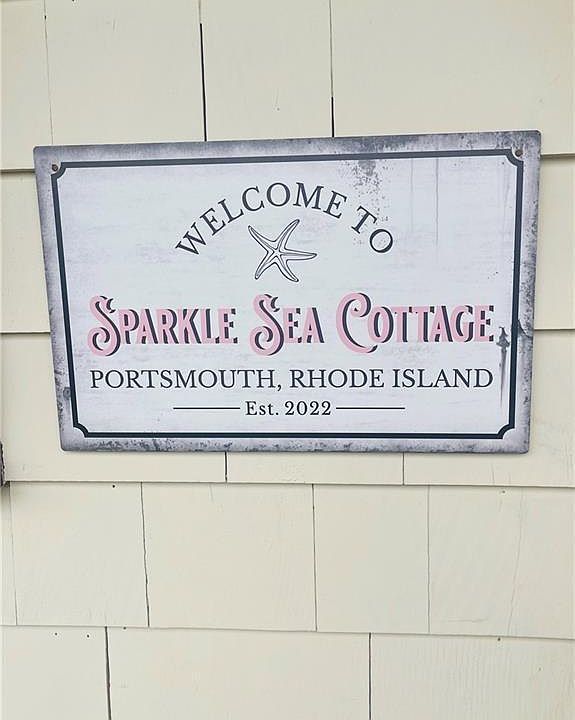 WELCOME TO
SPARKLE SEA COTTAGE
PORTSMOUTH, RHODE ISLAND
Est. 2022